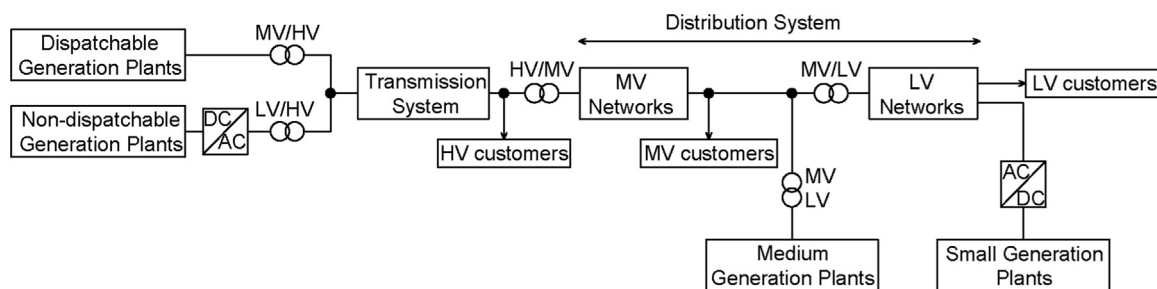 Distribution System
Dispatchable
Generation Plants
MV/HV
Non-dispatchable
Generation Plants
DC
AC
LV/HV
Transmission
System
HV/MV
HV customers
MV
Networks
MV customers
MV/LV
MV
LV
Medium
Generation Plants
LV
Networks
LV customers
AC
DC
Small Generation
Plants